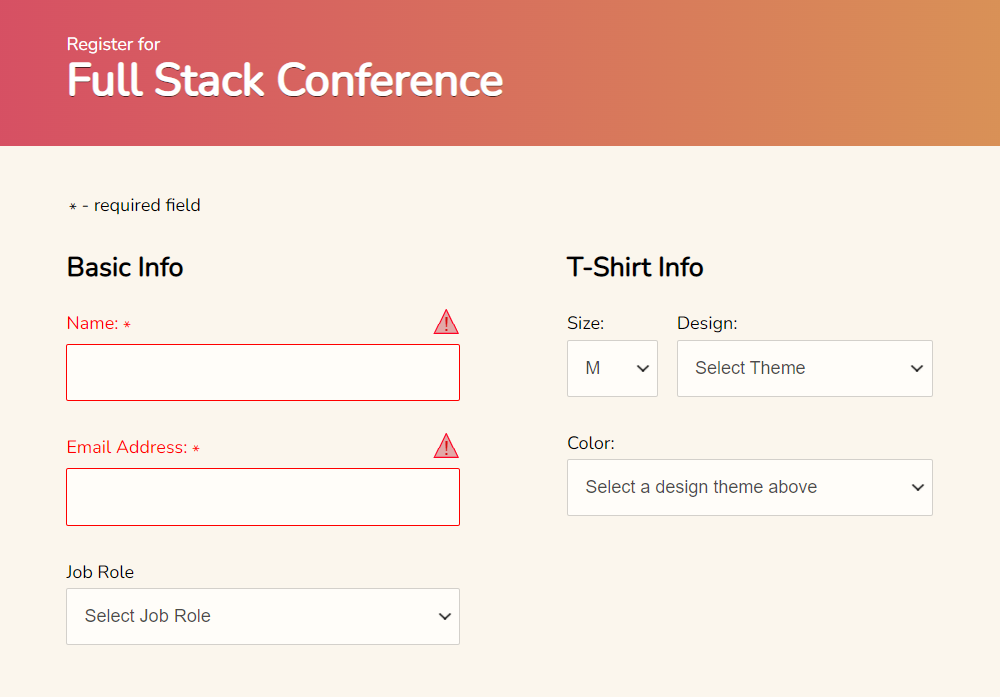 Register for
Full Stack Conference
* - required field
Basic Info
Name: *
Email Address: *
Job Role
Select Job Role
T-Shirt Info
Size:
Design:
M
Select Theme
Color:
Select a design theme above